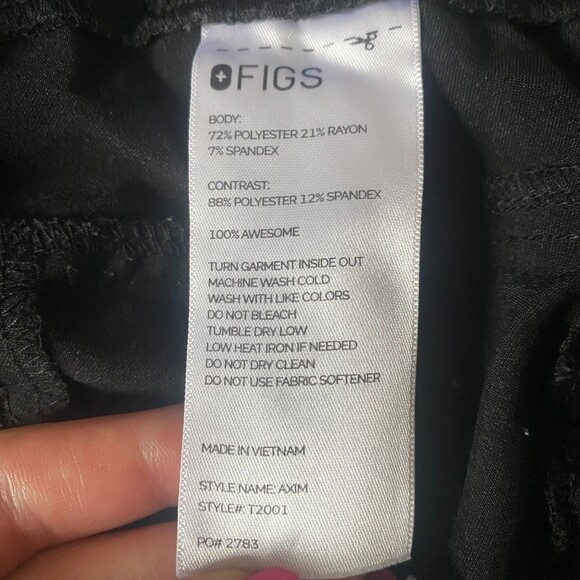 FIGS
BODY:
72% POLYESTER 21% RAYON
7% SPANDEX
CONTRAST:
88% POLYESTER 12% SPANDEX
100% AWESOME
TURN GARMENT INSIDE OUT
MACHINE WASH COLD
WASH WITH LIKE COLORS
DO NOT BLEACH
TUMBLE DRY LOW
LOW HEAT IRON IF NEEDED
DO NOT DRY CLEAN
DO NOT USE FABRIC SOFTENER
MADE IN VIETNAM
STYLE NAME: AXIM
STYLE#: T2001
PO# 2783